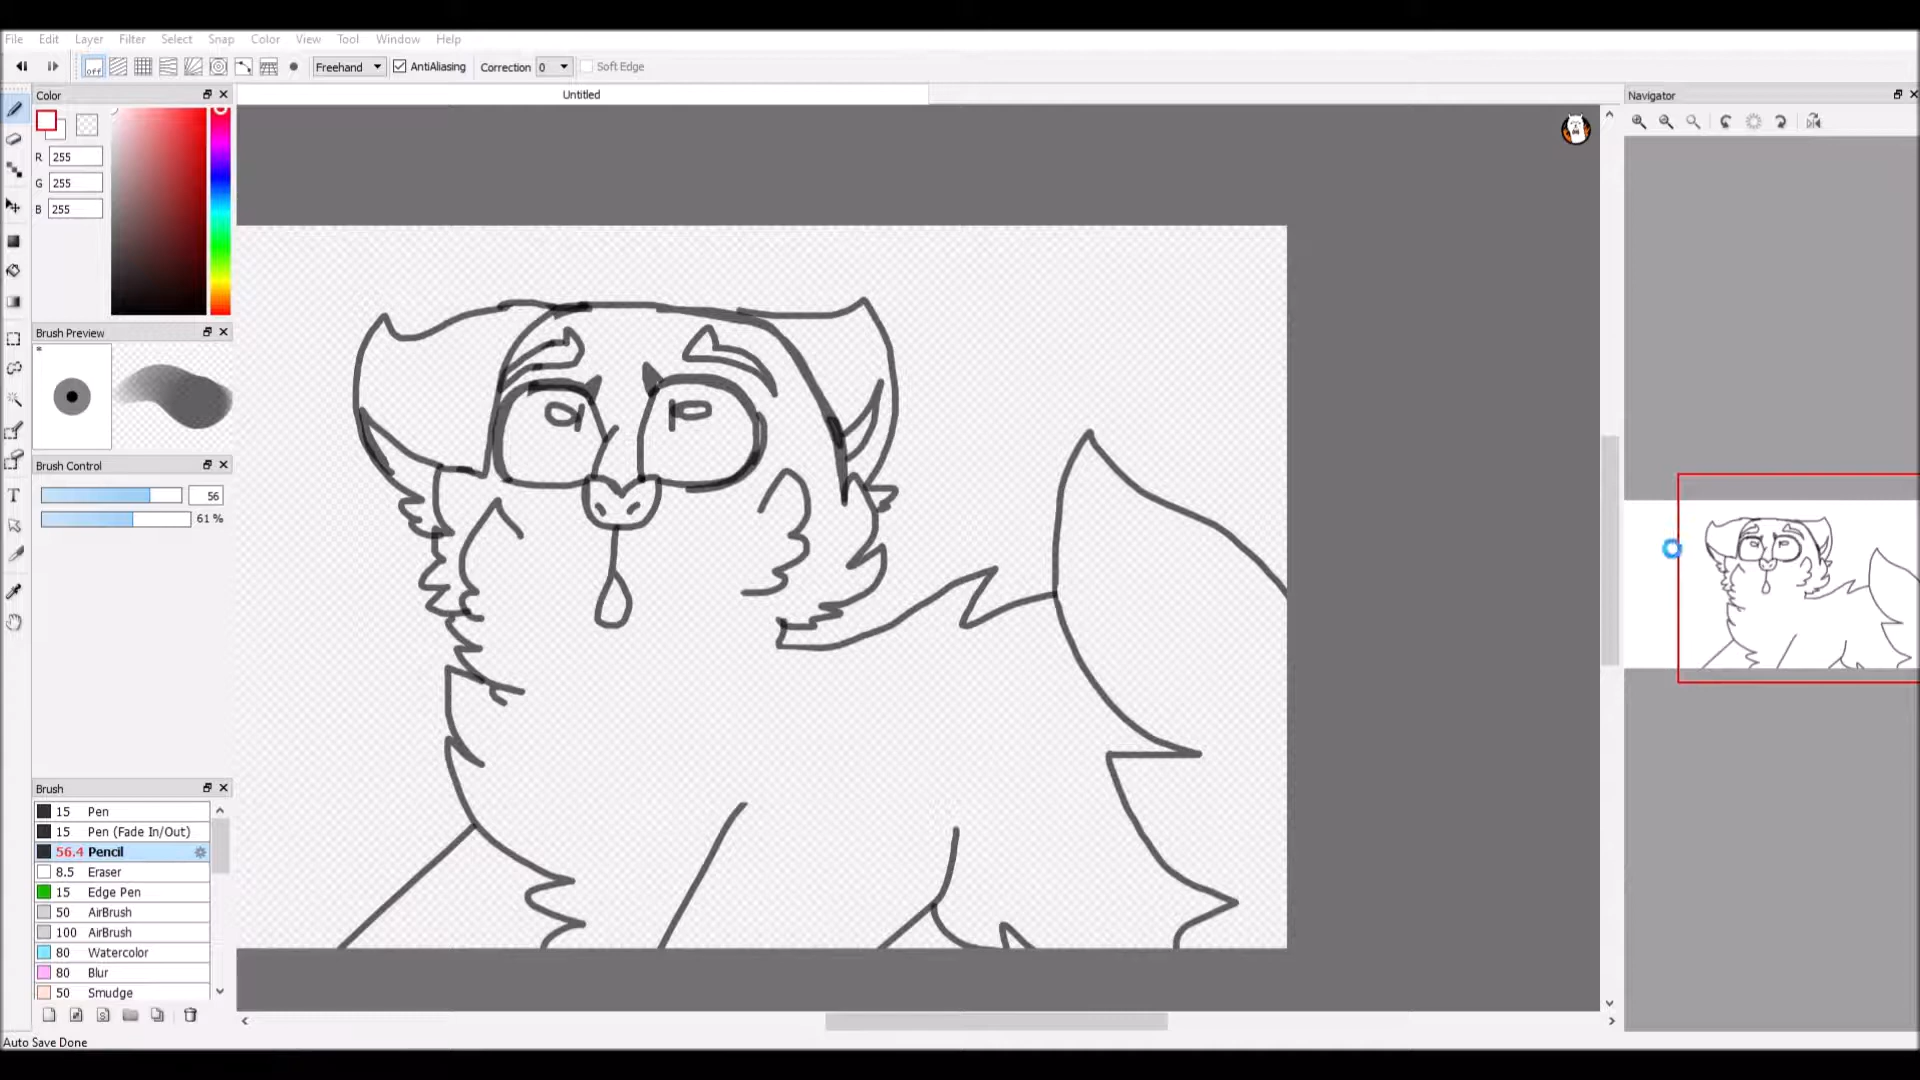 File Edit Layer Filter Select Snap Color View Tool Window Help
off Freehand AntiAliasing Correction 0 Soft Edge
Color
Untitled
Navigator
R 255
G 255
B 255
Brush Preview
*
Brush Control
56
61 %
Brush
15 Pen
15 Pen (Fade In/Out)
56.4 Pencil
8.5 Eraser
15 Edge Pen
50 AirBrush
100 AirBrush
80 Watercolor
80 Blur
50 Smudge
Auto Save Done